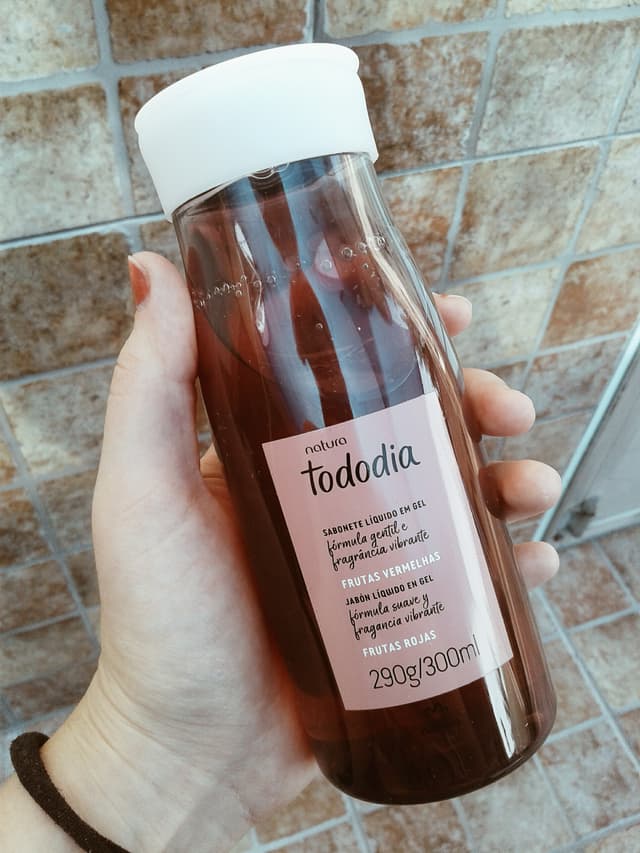 natura
tododia
SABONETE LÍQUIDO EM GEL
fórmula gentil e
fragrância vibrante
FRUTAS VERMELHAS
JABÓN LÍQUIDO EN GEL
fórmula suave y
fragancia vibrante
FRUTAS ROJAS
290g/300ml